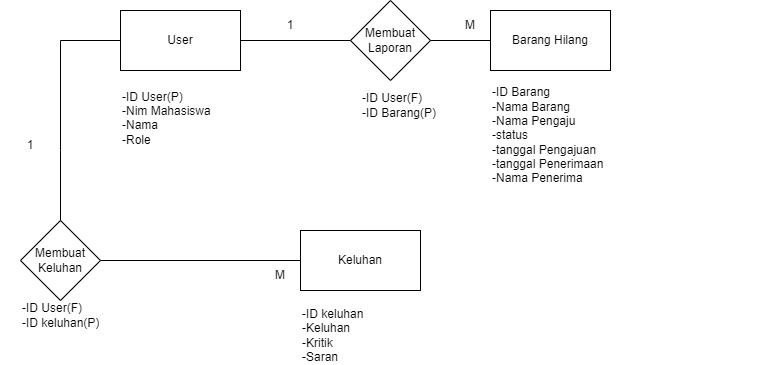 User
1
Membuat
Laporan
M
Barang Hilang
-ID User(P)
-Nim Mahasiswa
-Nama
-Role
-ID User(F)
-ID Barang(P)
-ID Barang
-Nama Barang
-Nama Pengaju
-status
-tanggal Pengajuan
-tanggal Penerimaan
-Nama Penerima
1
Membuat
Keluhan
M
Keluhan
-ID User(F)
-ID keluhan(P)
-ID keluhan
-Keluhan
-Kritik
-Saran